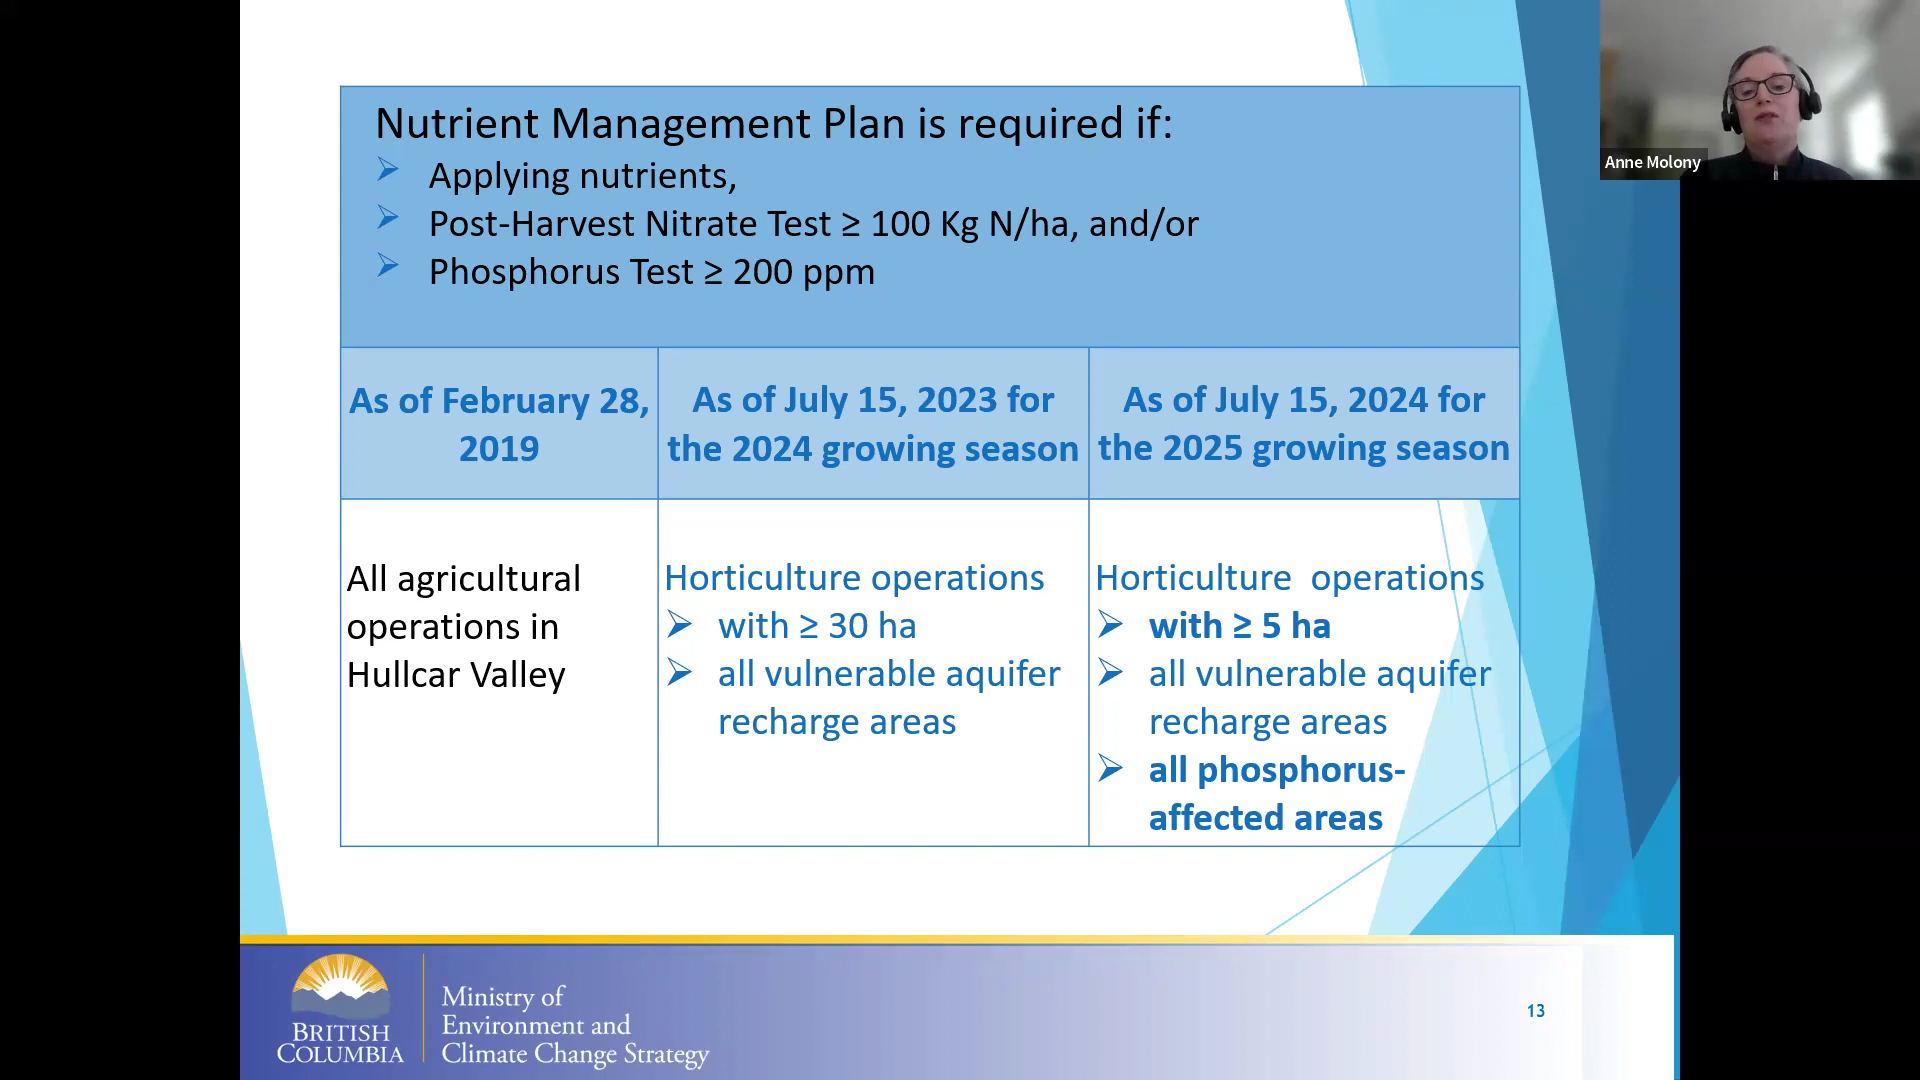 Nutrient Management Plan is required if:
Applying nutrients,
Post-Harvest Nitrate Test ≥ 100 Kg N/ha, and/or
Phosphorus Test ≥ 200 ppm
As of February 28,
2019
As of July 15, 2023 for
the 2024 growing season
As of July 15, 2024 for
the 2025 growing season
All agricultural
operations in
Hullcar Valley
Horticulture operations
with ≥ 30 ha
all vulnerable aquifer
recharge areas
Horticulture  operations
with ≥ 5 ha
all vulnerable aquifer
recharge areas
all phosphorus-
affected areas
BRITISH
COLUMBIA
Ministry of
Environment and
Climate Change Strategy
13
Anne Molony